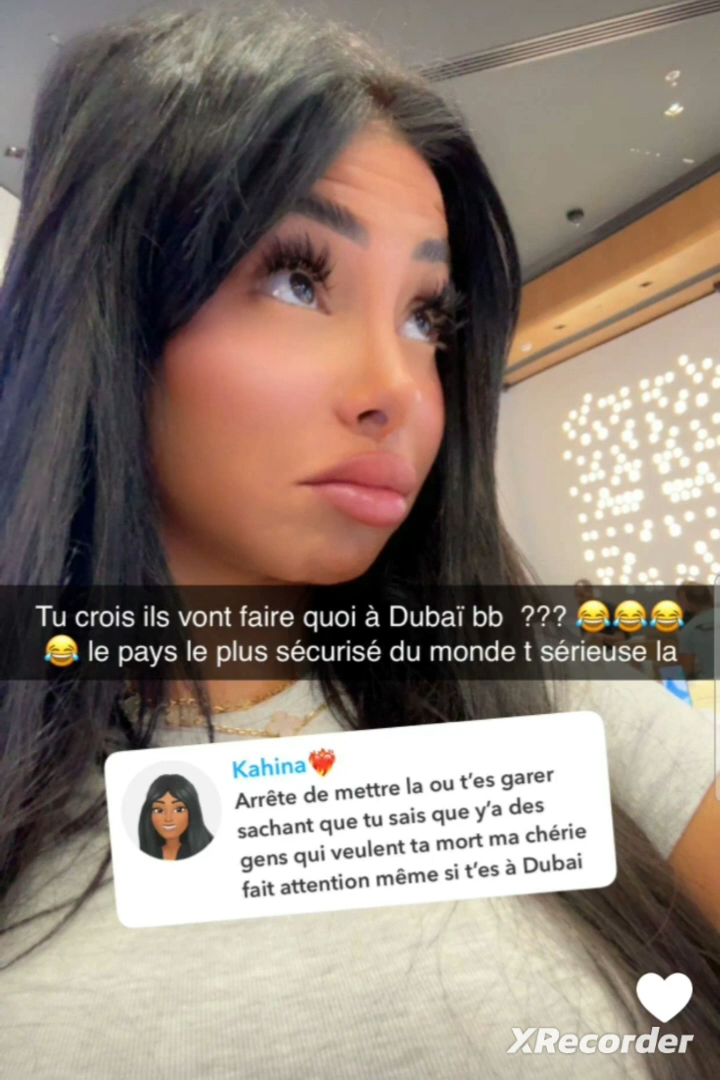 Tu crois ils vont faire quoi à Dubaï bb ??? 😂😂😂
😂 le pays le plus sécurisé du monde t sérieuse la
Kahina❤️‍🔥
Arrête de mettre la ou t'es garer
sachant que tu sais que y'a des
gens qui veulent ta mort ma chérie
fait attention même si t'es à Dubai
XRecorder